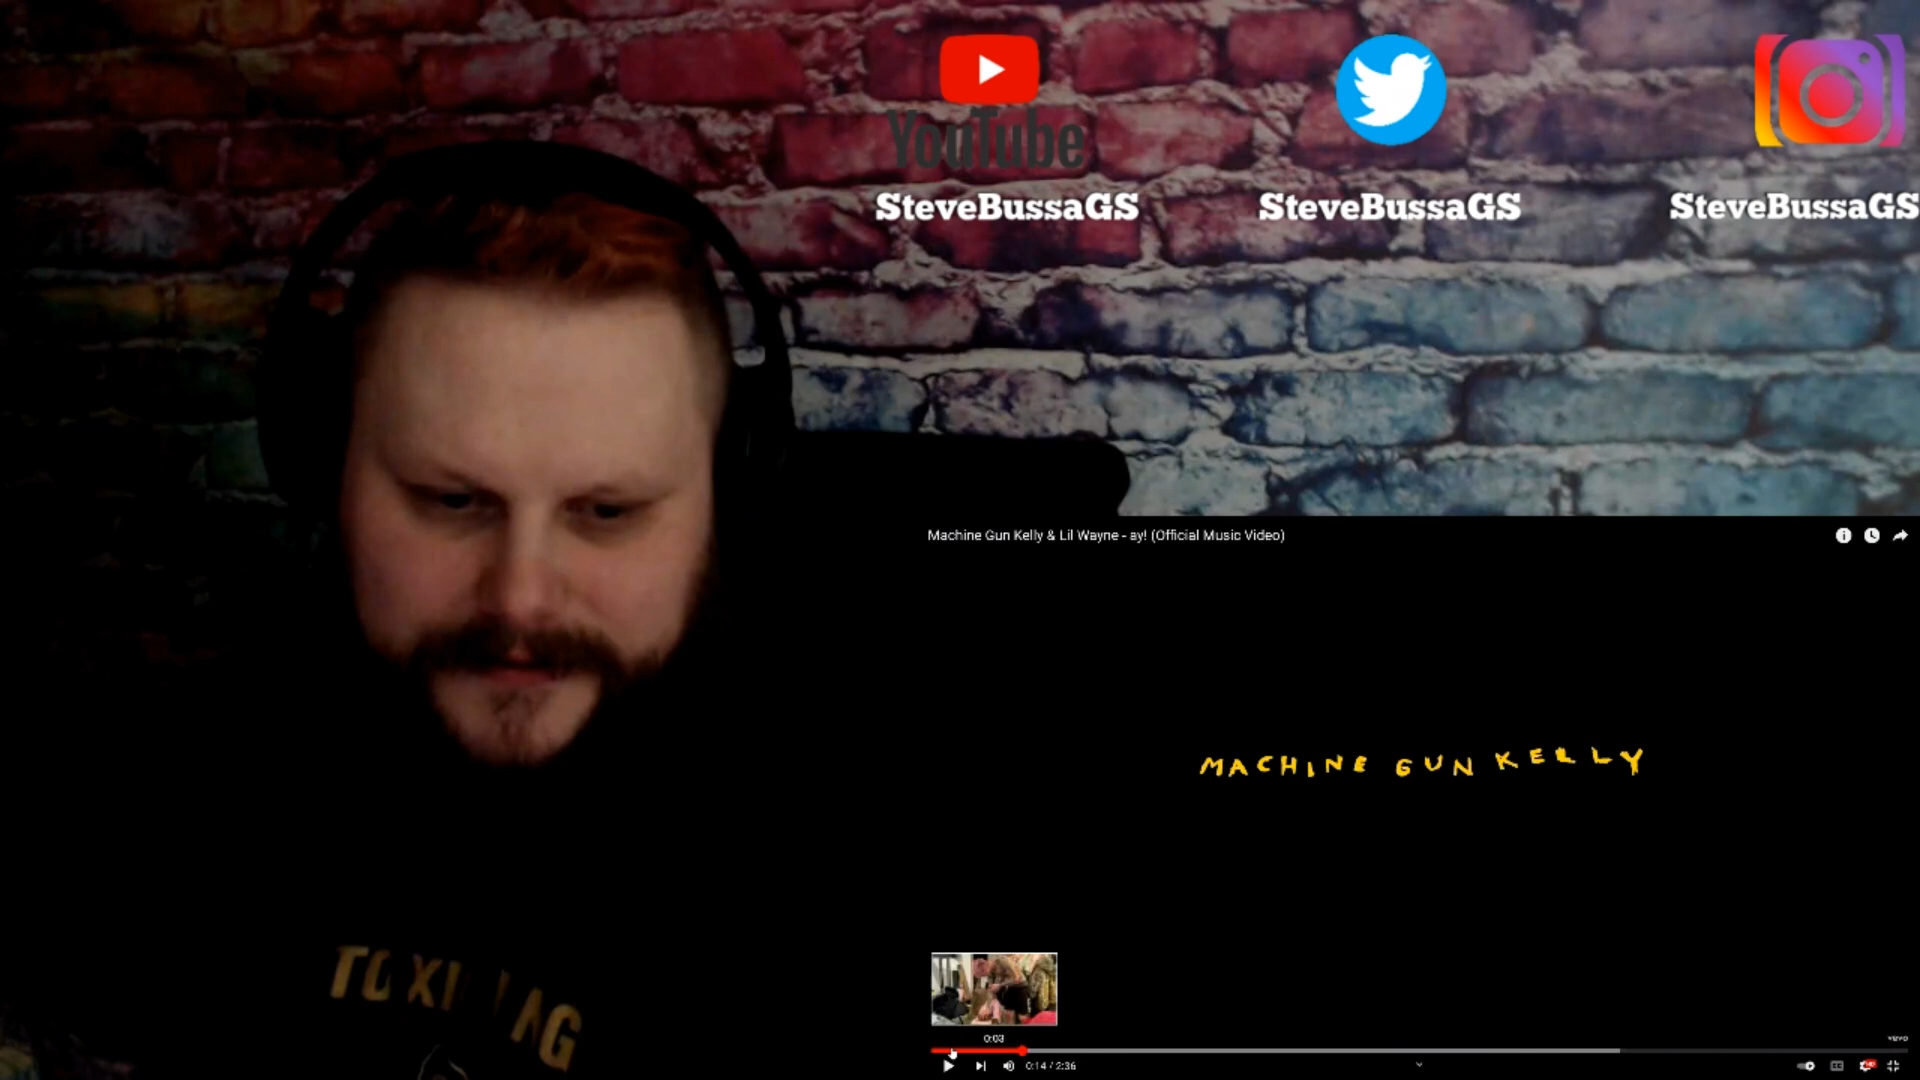 YouTube
SteveBussaGS
SteveBussaGS
SteveBussaGS
Machine Gun Kelly & Lil Wayne - ay! (Official Music Video)
MACHINE GUN KELLY
0:03
vevo
0:14 / 2:36